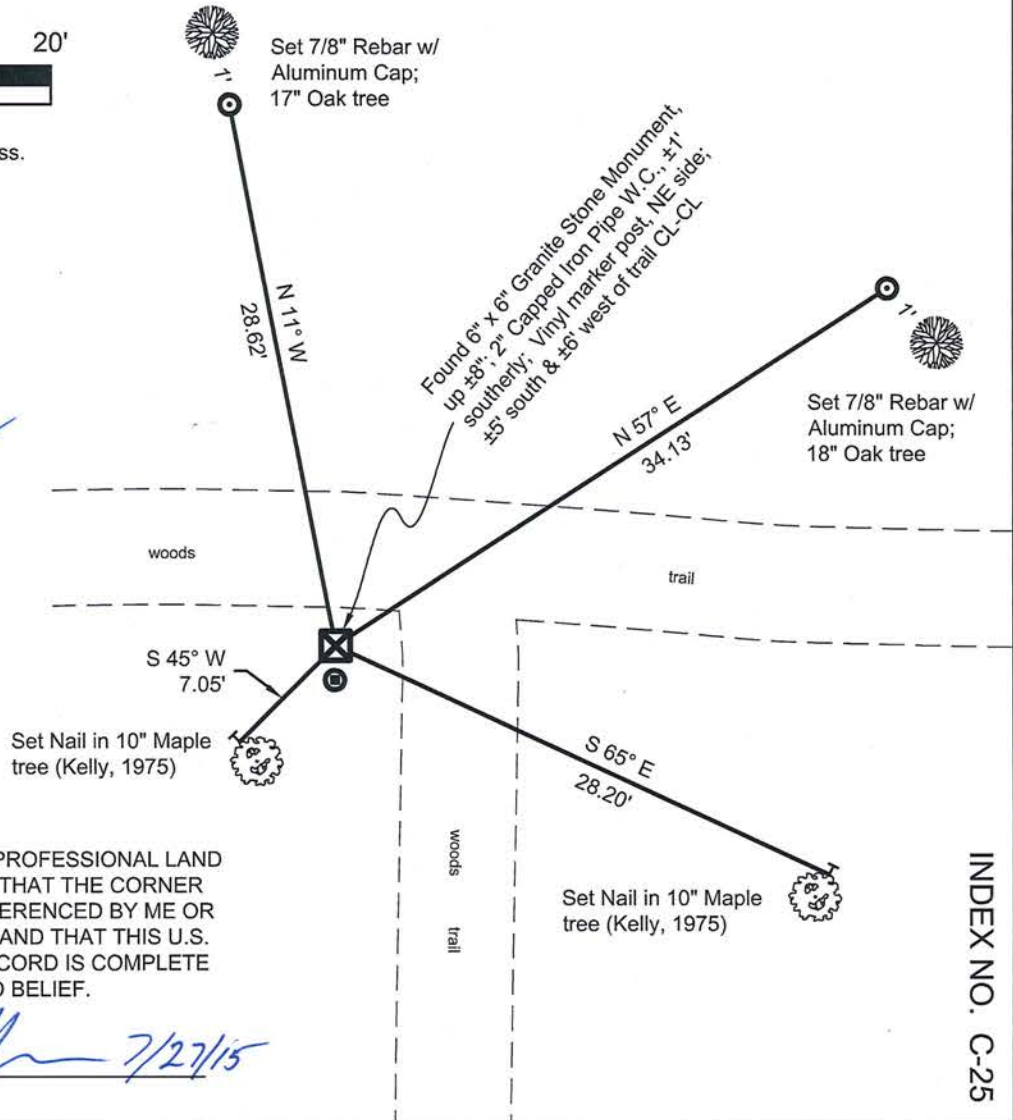 20'
ss.
Set 7/8" Rebar w/
Aluminum Cap;
17" Oak tree
1'
N 11° W
28.62'
Found 6" x 6" Granite Stone Monument,
up ±8"; 2" Capped Iron Pipe W.C., ±1'
southerly; Vinyl marker post, NE side;
±5' south & ±6' west of trail CL-CL
1'
Set 7/8" Rebar w/
Aluminum Cap;
18" Oak tree
N 57° E
34.13'
woods
trail
S 45° W
7.05'
Set Nail in 10" Maple
tree (Kelly, 1975)
S 65° E
28.20'
woods trail
Set Nail in 10" Maple
tree (Kelly, 1975)
PROFESSIONAL LAND
THAT THE CORNER
ERENCED BY ME OR
AND THAT THIS U.S.
CORD IS COMPLETE
BELIEF.
7/27/15
INDEX NO. C-25